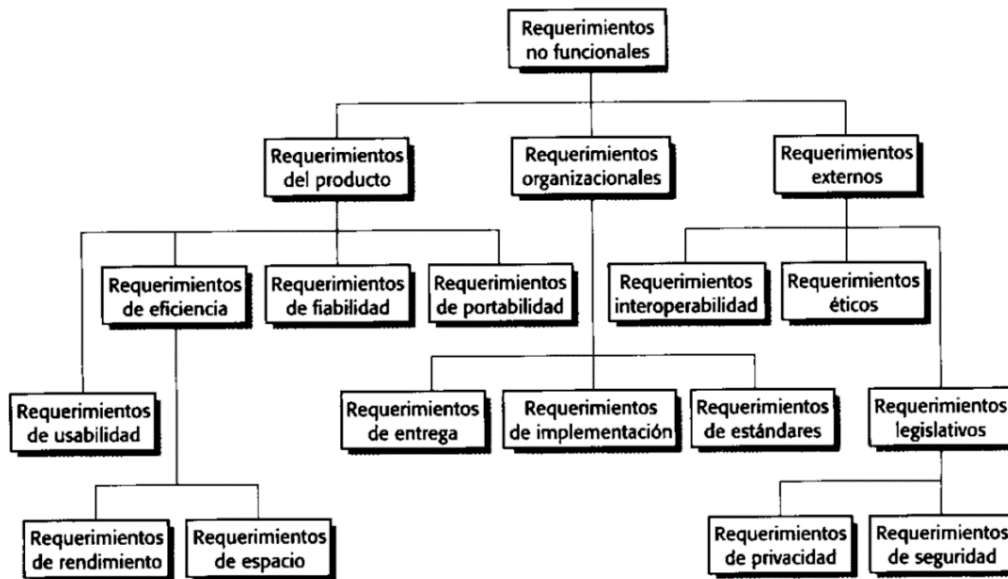 Requerimientos
no funcionales
Requerimientos
del producto
Requerimientos
organizacionales
Requerimientos
externos
Requerimientos
de eficiencia
Requerimientos
de fiabilidad
Requerimientos
de portabilidad
Requerimientos
interoperabilidad
Requerimientos
éticos
Requerimientos
de usabilidad
Requerimientos
de entrega
Requerimientos
de implementación
Requerimientos
de estándares
Requerimientos
legislativos
Requerimientos
de rendimiento
Requerimientos
de espacio
Requerimientos
de privacidad
Requerimientos
de seguridad